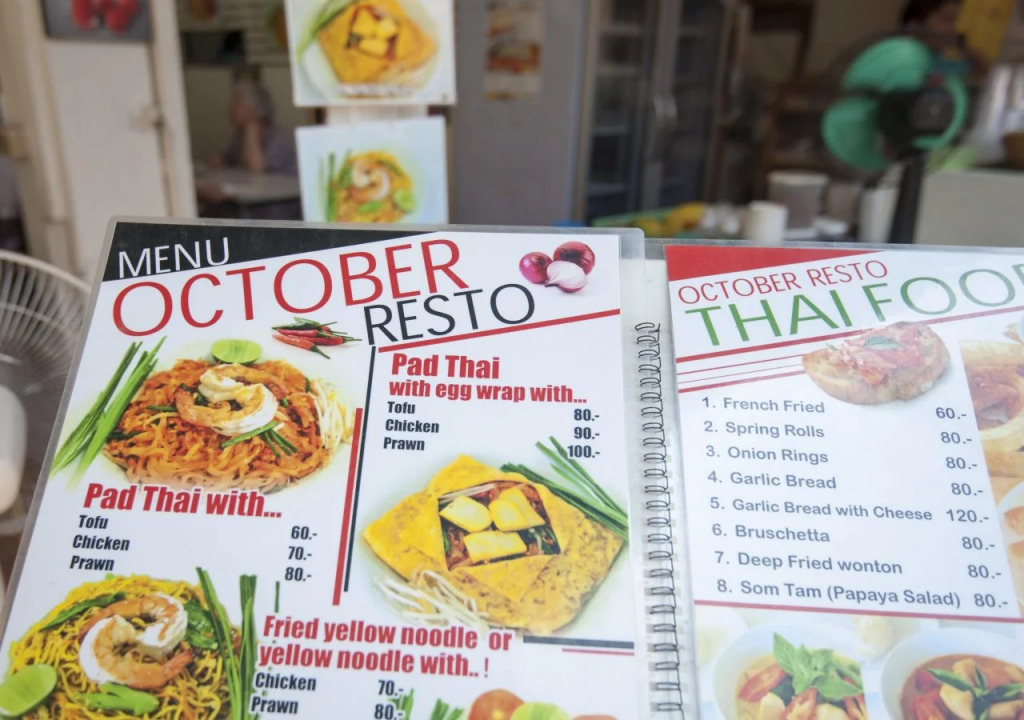 MENU
OCTOBER
RESTO
Pad Thai
with egg wrap with...
Tofu 80.-
Chicken 90.-
Prawn 100.-
Pad Thai with...
Tofu 60.-
Chicken 70.-
Prawn 80.-
Fried yellow noodle or
yellow noodle with.. !
Chicken 70.-
Prawn 80.-
OCTOBER RESTO
THAI FOO
1. French Fried 60.-
2. Spring Rolls 80.-
3. Onion Rings 80.-
4. Garlic Bread 80.-
5. Garlic Bread with Cheese 120.-
6. Bruschetta 80.-
7. Deep Fried wonton 80.-
8. Som Tam (Papaya Salad) 80.-